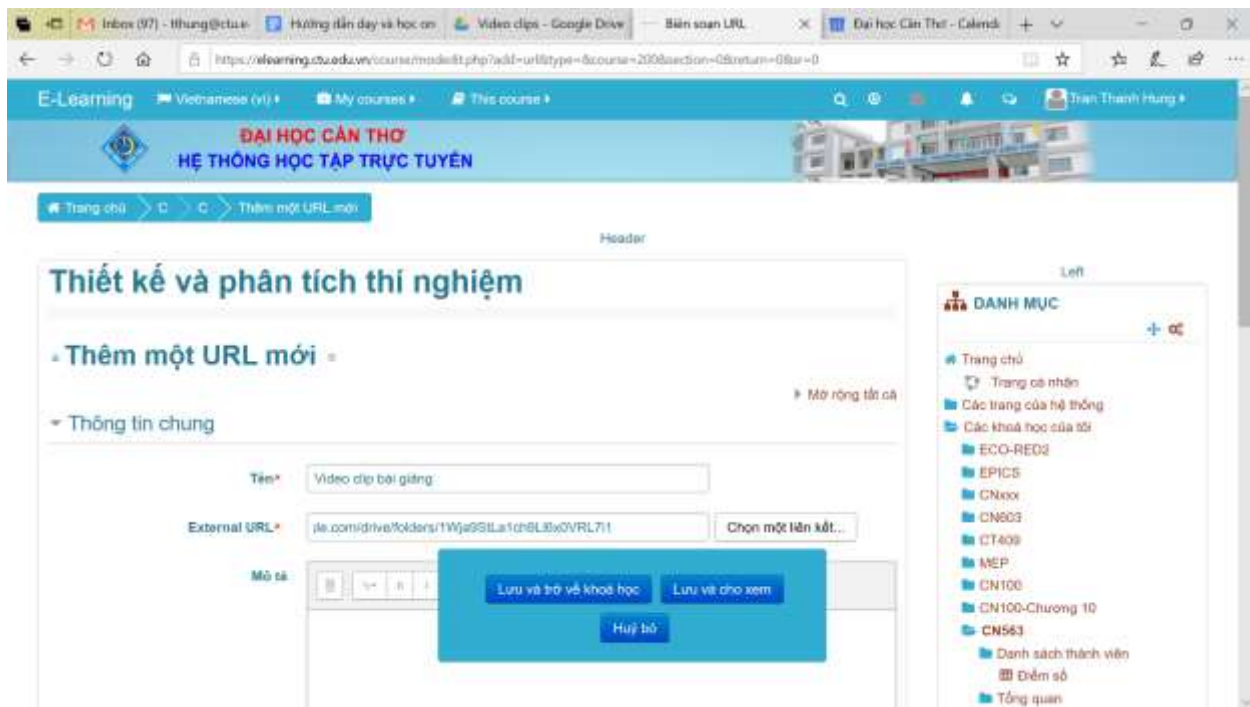 Inbox (97) - tthung@ctu.e
Hướng dẫn dạy và học on
Video clips - Google Drive
Biên soạn URL
Đại học Cần Thơ - Calenda
https://elearning.ctu.edu.vn/course/modedit.php?add=url&type=&course=200&section=0&return=0&sr=0
E-Learning
Vietnamese (vi)
My courses
This course
Tran Thanh Hung
ĐẠI HỌC CẦN THƠ
HỆ THỐNG HỌC TẬP TRỰC TUYẾN
Trang chủ
C
C
Thêm một URL mới
Header
Thiết kế và phân tích thí nghiệm
Thêm một URL mới
Mở rộng tất cả
Thông tin chung
Tên*
Video clip bài giảng
External URL*
Chọn một liên kết...
Mô tả
Lưu và trở về khoá học
Lưu và cho xem
Huỷ bỏ
Left
DANH MỤC
Trang chủ
Trang cá nhân
Các trang của hệ thống
Các khoá học của tôi
ECO-RED2
EPICS
CNxxx
CN603
CT409
MEP
CN100
CN100-Chương 10
CN563
Danh sách thành viên
Điểm số
Tổng quan